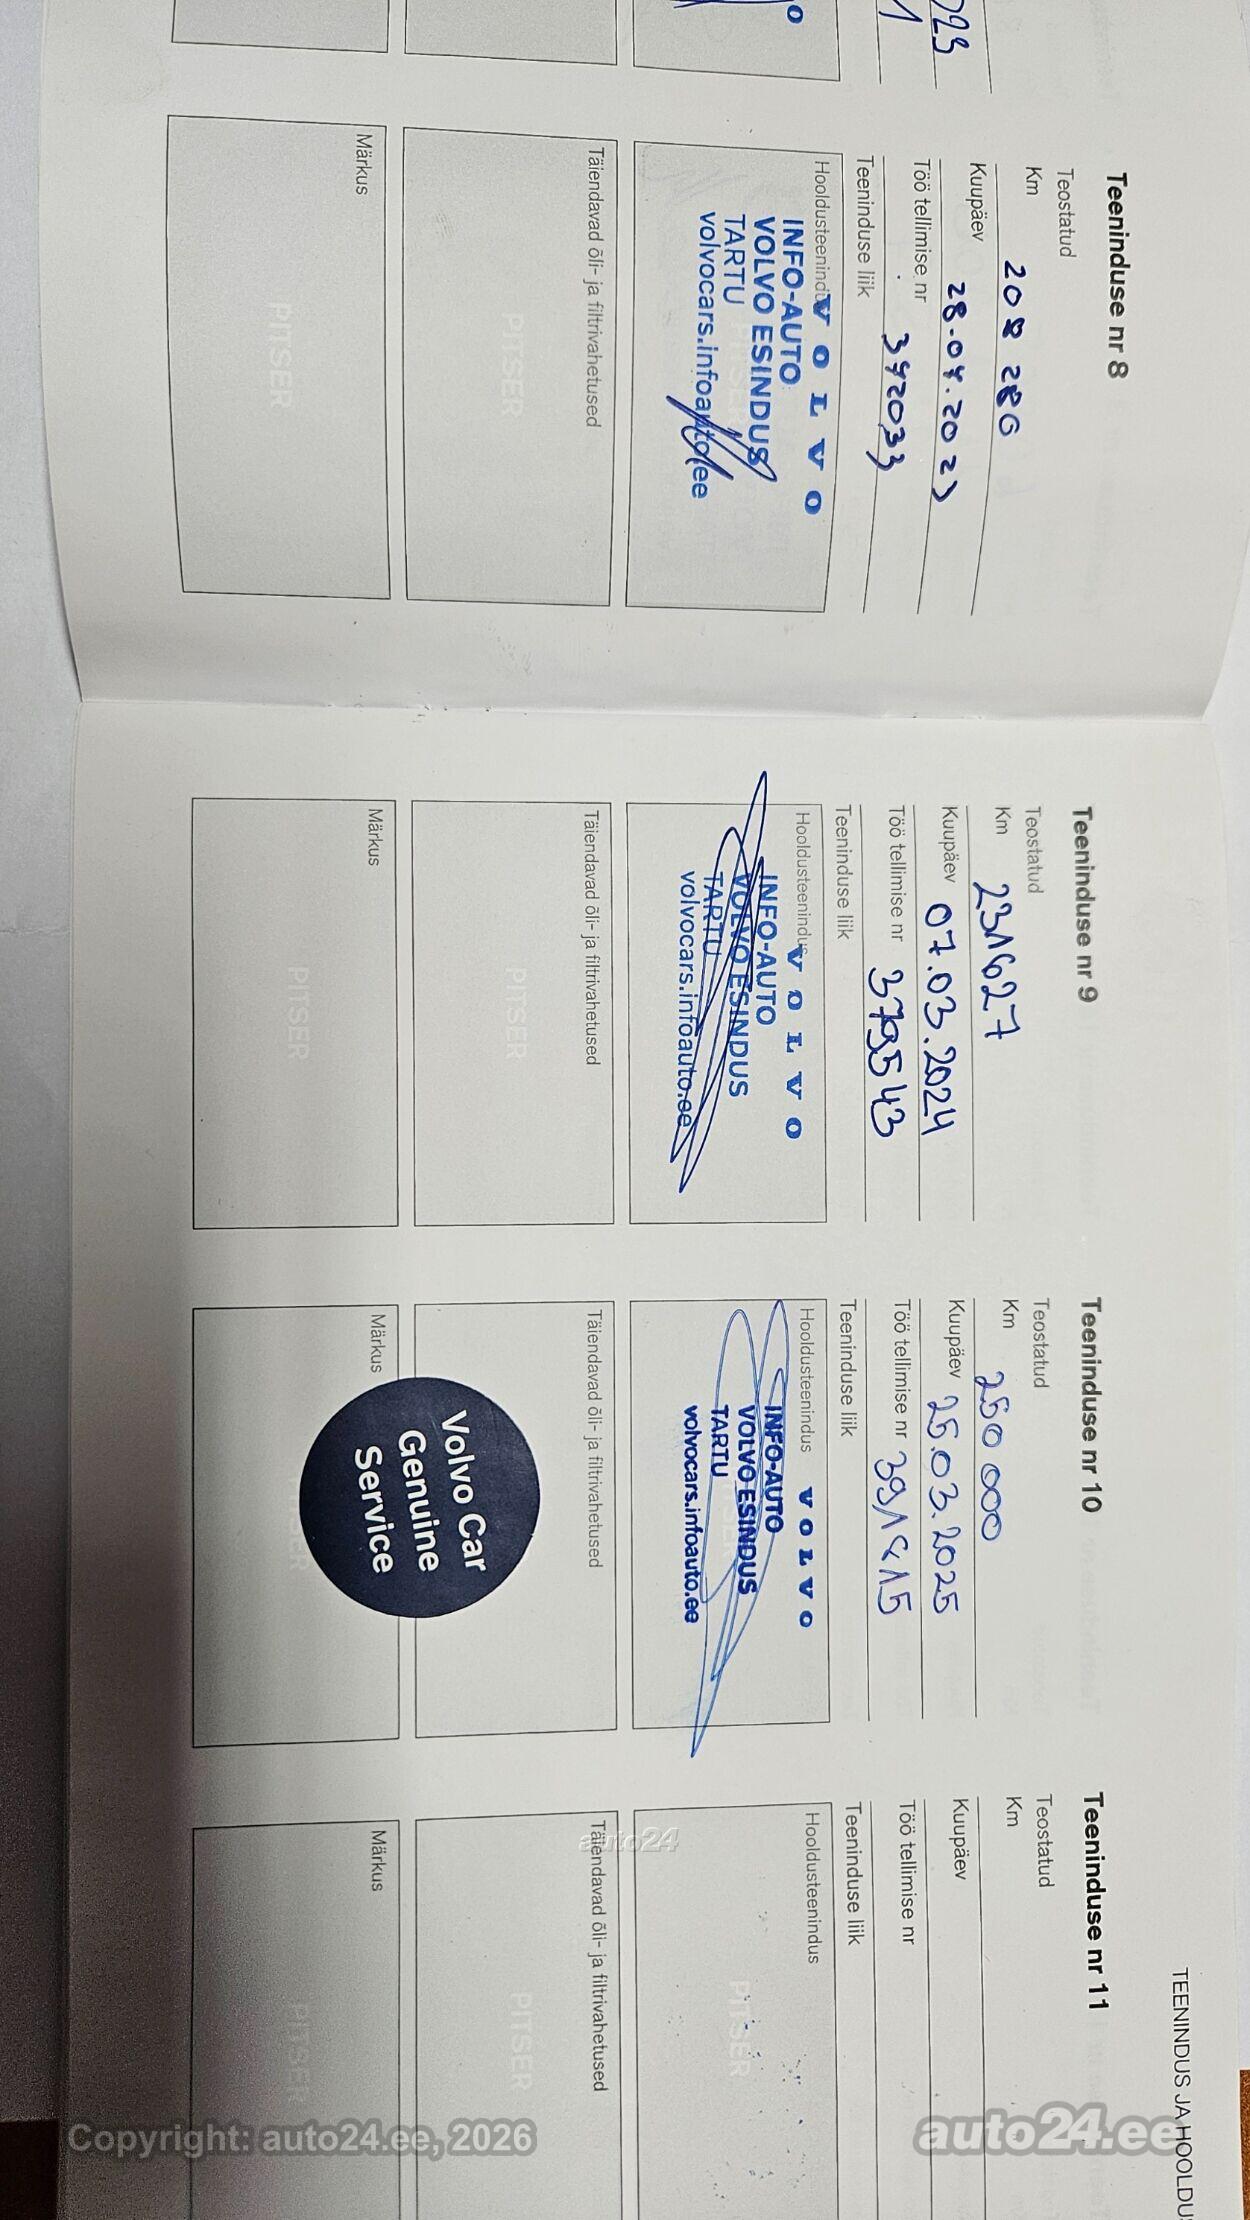 TEENINDUS JA HOOLDUS
023
1
O
Teeninduse nr 8
Teostatud
Km 208 286
Kuupäev 28.04.2023
Töö tellimise nr 342033
Teeninduse liik
Hooldusteenindus
VOLVO
INFO-AUTO
VOLVO ESINDUS
TARTU
volvocars.infoauto.ee
Täiendavad õli- ja filtrivahetused
PITSER
Märkus
PITSER
Teeninduse nr 9
Teostatud
Km 231627
Kuupäev 07.03.2024
Töö tellimise nr 379543
Teeninduse liik
Hooldusteenindus
VOLVO
INFO-AUTO
VOLVO ESINDUS
TARTU
volvocars.infoauto.ee
Täiendavad õli- ja filtrivahetused
PITSER
Märkus
PITSER
Teeninduse nr 10
Teostatud
Km 250 000
Kuupäev 25.03.2025
Töö tellimise nr 391415
Teeninduse liik
Hooldusteenindus
VOLVO
INFO-AUTO
VOLVO ESINDUS
TARTU
volvocars.infoauto.ee
Täiendavad õli- ja filtrivahetused
Märkus
Volvo Car
Genuine
Service
Teeninduse nr 11
Teostatud
Km
Kuupäev
Töö tellimise nr
Teeninduse liik
Hooldusteenindus
PITSER
Täiendavad õli- ja filtrivahetused
PITSER
Märkus
PITSER
auto24
Copyright: auto24.ee, 2026
auto24.ee